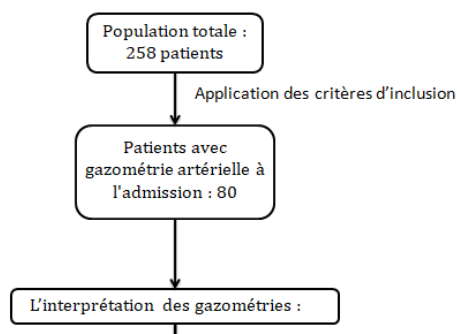 Population totale :
258 patients
Application des critères d'inclusion
Patients avec
gazométrie artérielle à
l'admission : 80
L'interprétation des gazométries :